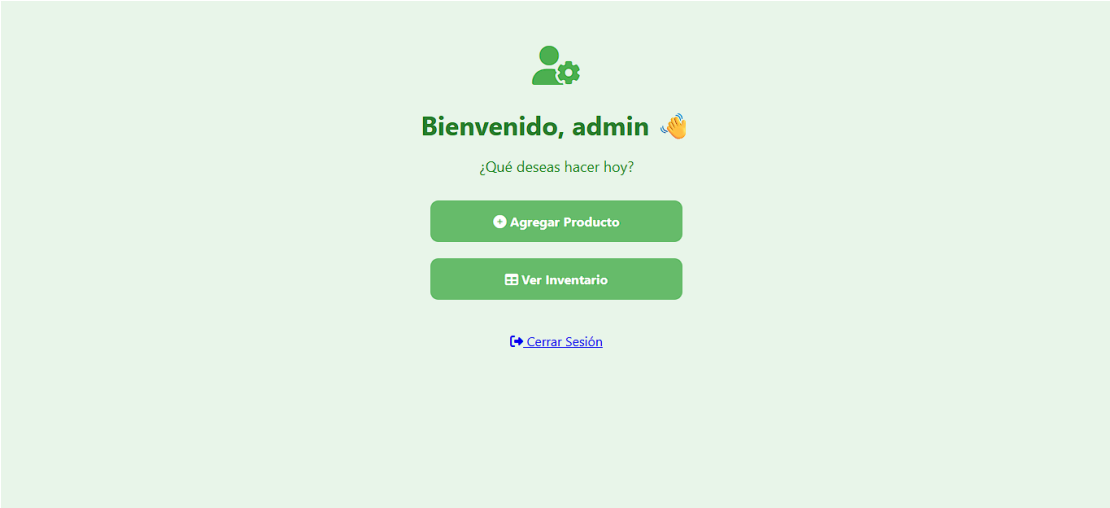 Bienvenido, admin 👋
¿Qué deseas hacer hoy?
Agregar Producto
Ver Inventario
Cerrar Sesión